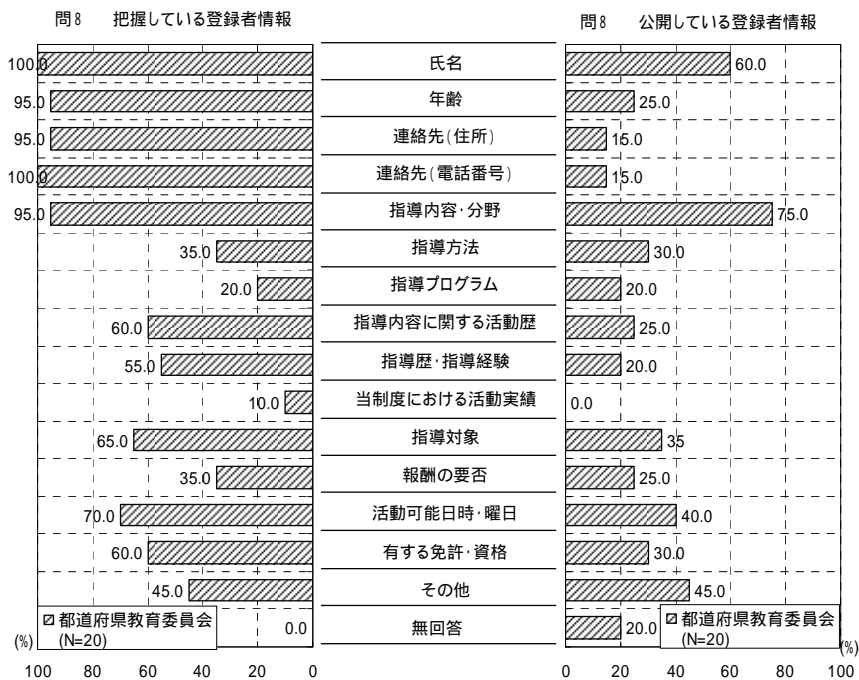 問8 把握している登録者情報
問8 公開している登録者情報
100.0 氏名 60.0
95.0 年齢 25.0
95.0 連絡先(住所) 15.0
100.0 連絡先(電話番号) 15.0
95.0 指導内容・分野 75.0
35.0 指導方法 30.0
20.0 指導プログラム 20.0
60.0 指導内容に関する活動歴 25.0
55.0 指導歴・指導経験 20.0
10.0 当制度における活動実績 0.0
65.0 指導対象 35
35.0 報酬の要否 25.0
70.0 活動可能日時・曜日 40.0
60.0 有する免許・資格 30.0
45.0 その他 45.0
0.0 無回答 20.0
都道府県教育委員会
(N=20)
都道府県教育委員会
(N=20)
(%)
(%)
100 80 60 40 20 0
0 20 40 60 80 100